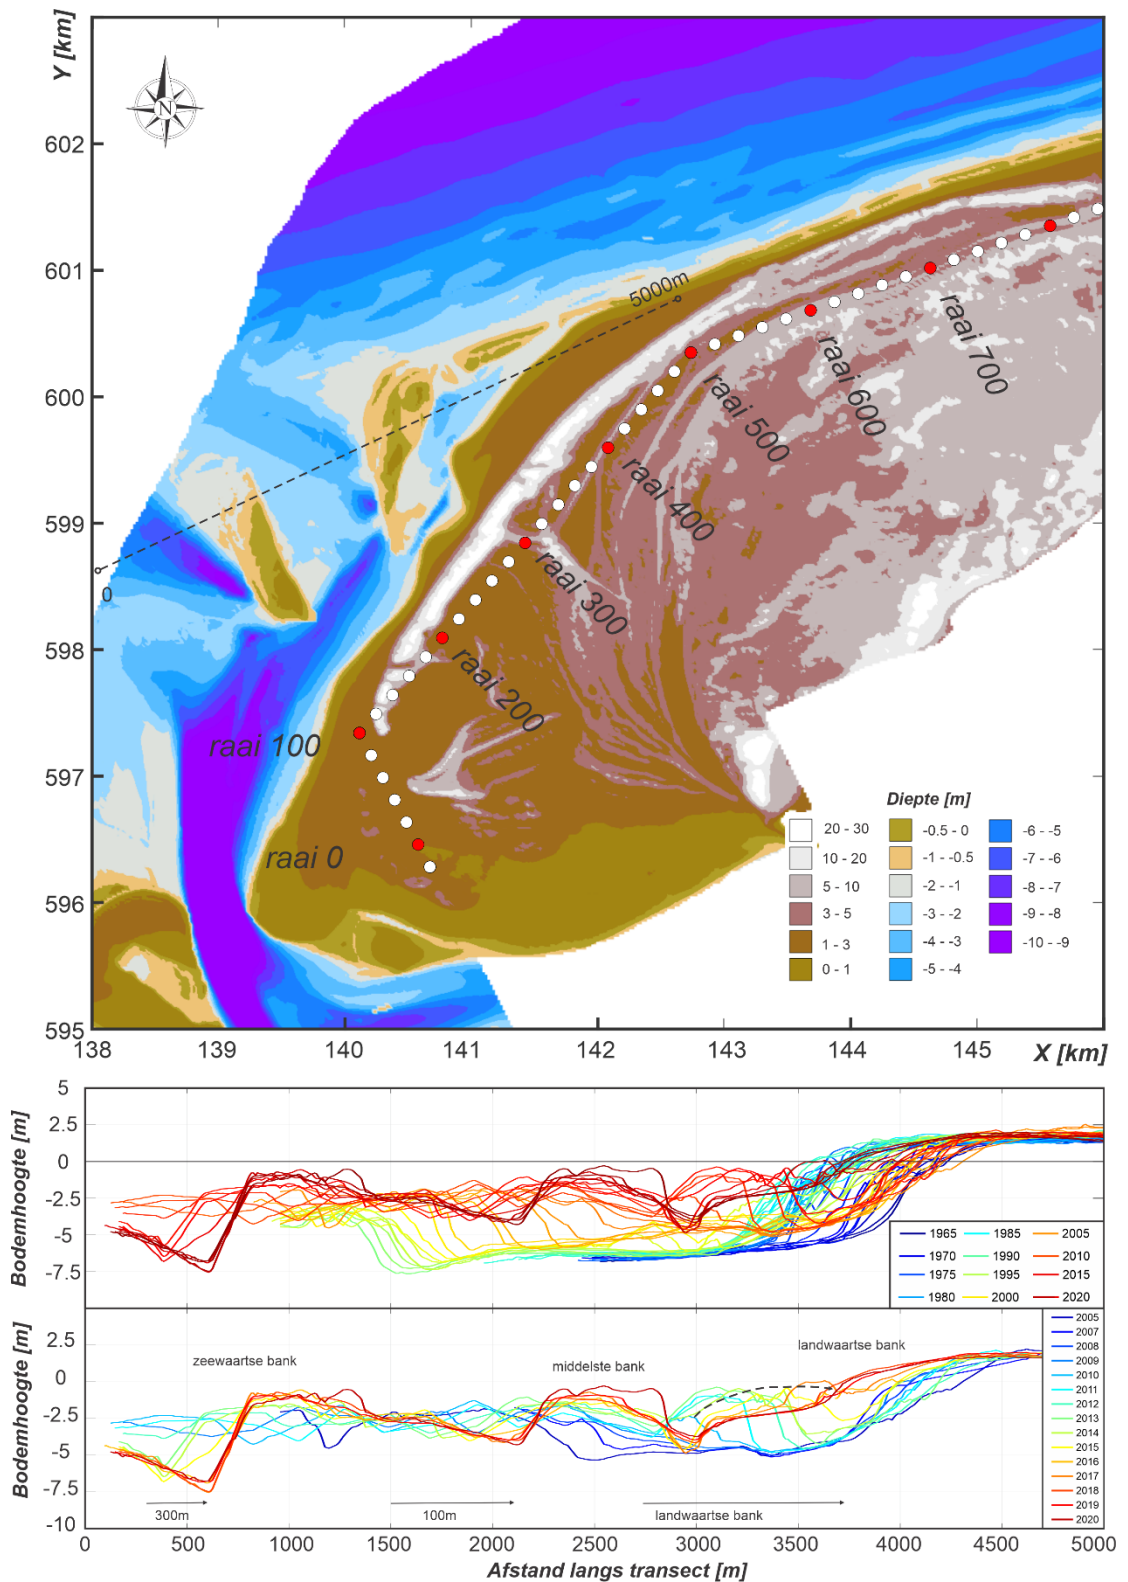 Y [km]
N
602
601
600
599
598
597
596
595
5000m
0
raai 700
raai 600
raai 500
raai 400
raai 300
raai 200
raai 100
raai 0
Diepte [m]
20 - 30
10 - 20
5 - 10
3 - 5
1 - 3
0 - 1
-0.5 - 0
-1 - -0.5
-2 - -1
-3 - -2
-4 - -3
-5 - -4
-6 - -5
-7 - -6
-8 - -7
-9 - -8
-10 - -9
138 139 140 141 142 143 144 145 X [km]
Bodemhoogte [m]
5
2.5
0
-2.5
-5
-7.5
1965 1985 2005
1970 1990 2010
1975 1995 2015
1980 2000 2020
Bodemhoogte [m]
2.5
0
-2.5
-5
-7.5
-10
zeewaartse bank
middelste bank
landwaartse bank
300m
100m
landwaartse bank
2005
2007
2008
2009
2010
2011
2012
2013
2014
2015
2016
2017
2018
2019
2020
0 500 1000 1500 2000 2500 3000 3500 4000 4500 5000
Afstand langs transect [m]